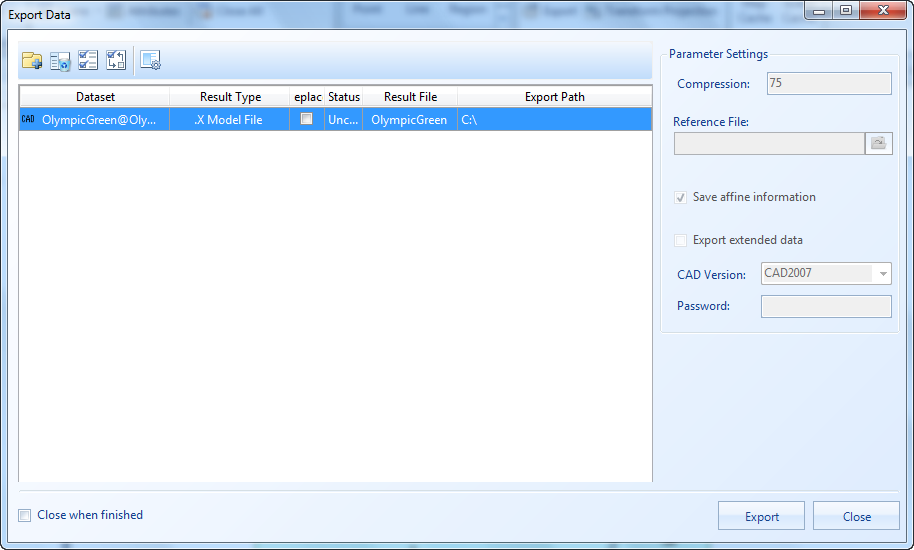 Export Data
Parameter Settings
Compression: 75
Reference File:
Save affine information
Export extended data
CAD Version: CAD2007
Password:
Dataset Result Type eplac Status Result File Export Path
CAD OlympicGreen@Oly... .X Model File Unc... OlympicGreen C:\
Close when finished
Export Close